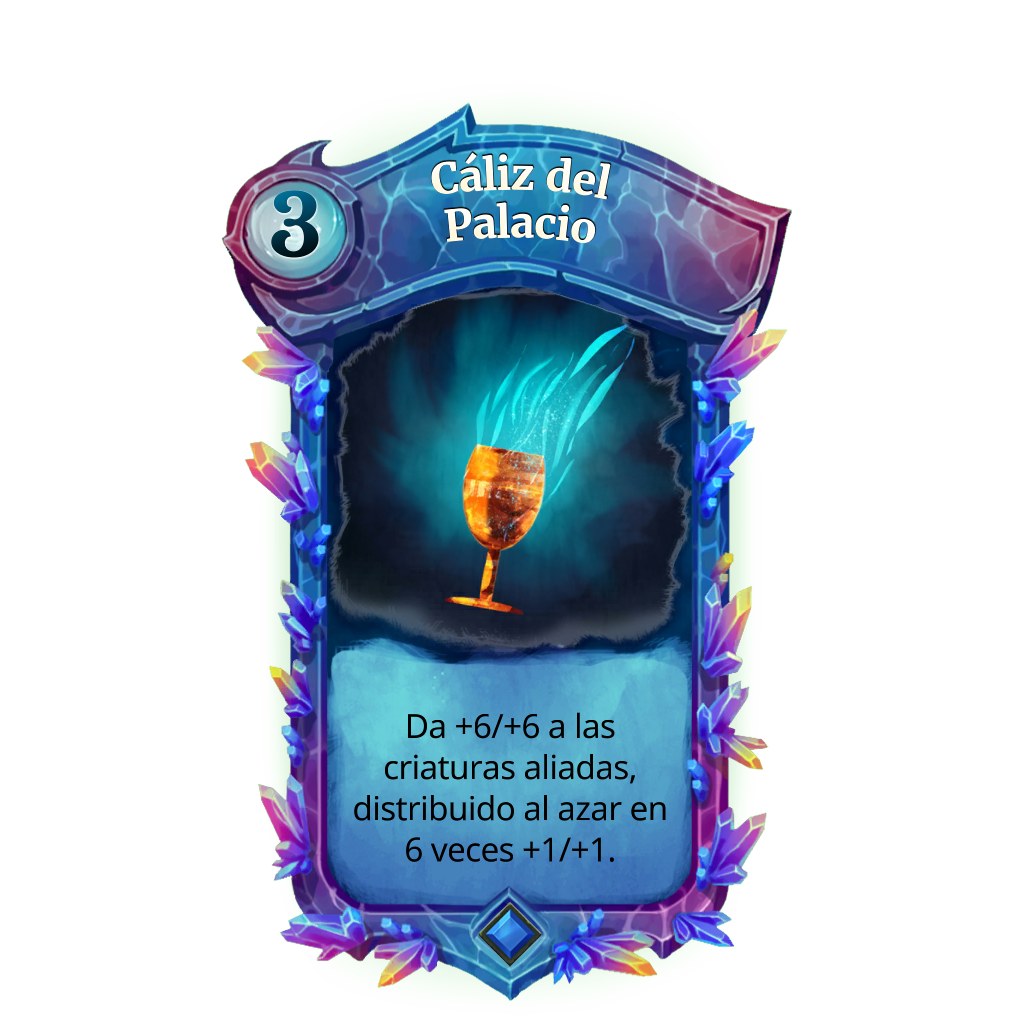 3
Cáliz del
Palacio
Da +6/+6 a las
criaturas aliadas,
distribuido al azar en
6 veces +1/+1.